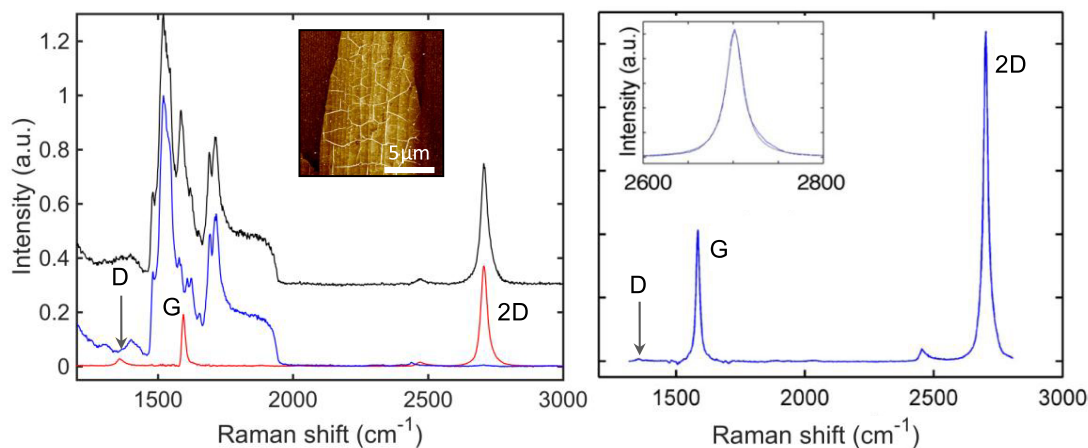 1.2
1
0.8
0.6
0.4
0.2
0
Intensity (a.u.)
5μm
D
G
2D
1500
2000
2500
3000
Raman shift (cm-1)
Intensity (a.u.)
2600
2800
Intensity (a.u.)
2D
G
D
1500
2000
2500
3000
Raman shift (cm-1)